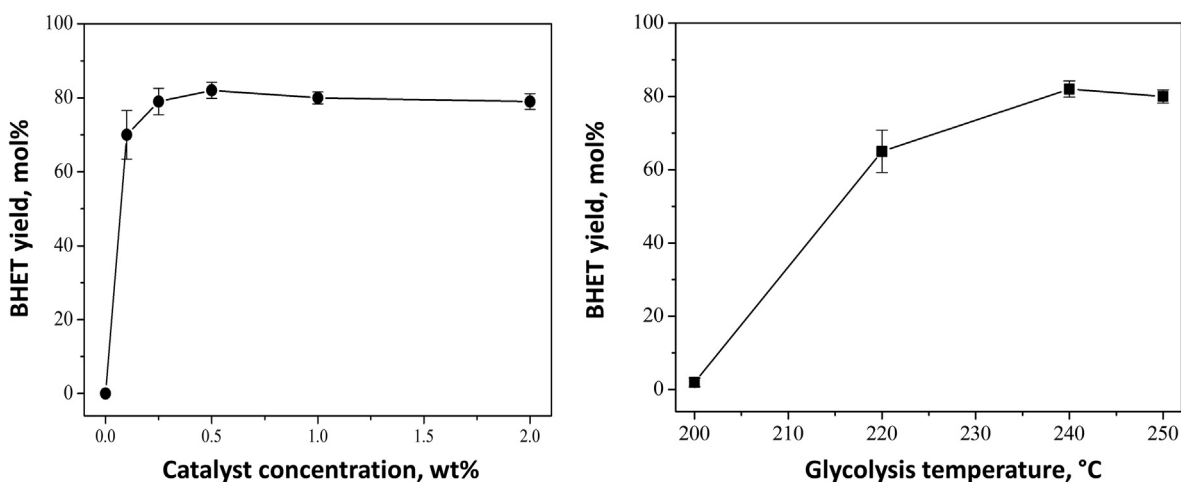 100
80
60
40
20
0
BHET yield, mol%
0.0 0.5 1.0 1.5 2.0
Catalyst concentration, wt%
100
80
60
40
20
0
BHET yield, mol%
200 210 220 230 240 250
Glycolysis temperature, °C